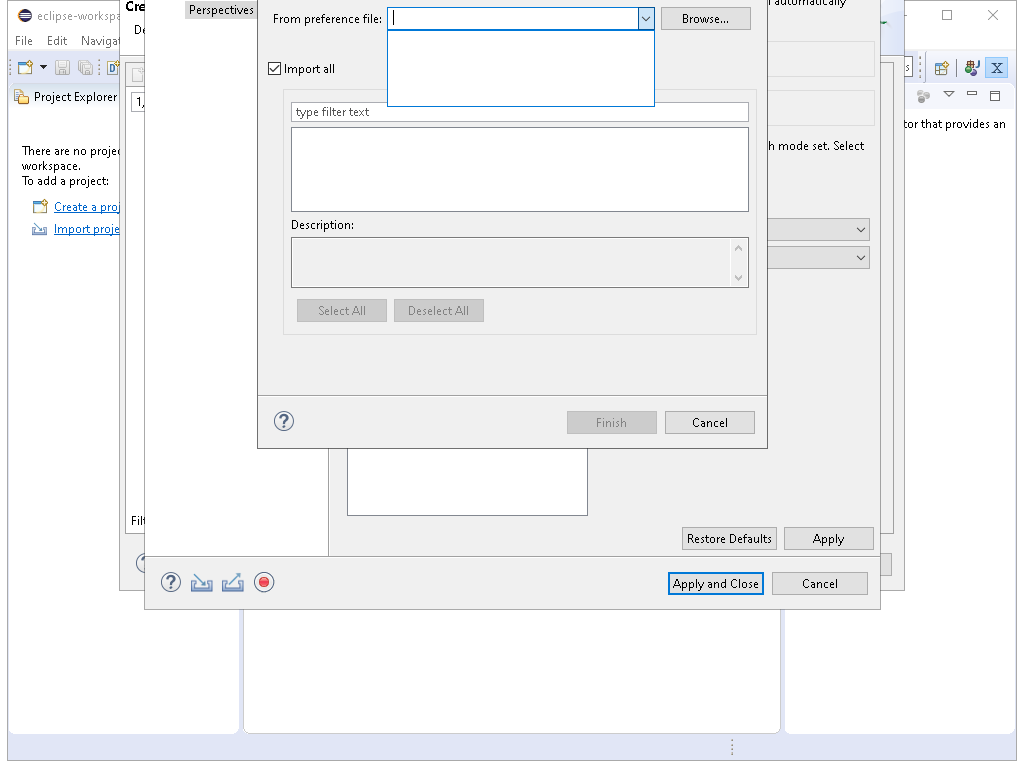 eclipse-workspa
File Edit Navigat
Project Explorer
There are no projec
workspace.
To add a project:
Create a proj
Import proje
Cre
De
1,
Filt
Perspectives
From preference file:
Browse...
Import all
type filter text
Description:
Select All Deselect All
Finish Cancel
automatically
h mode set. Select
tor that provides an
Restore Defaults Apply
Apply and Close Cancel